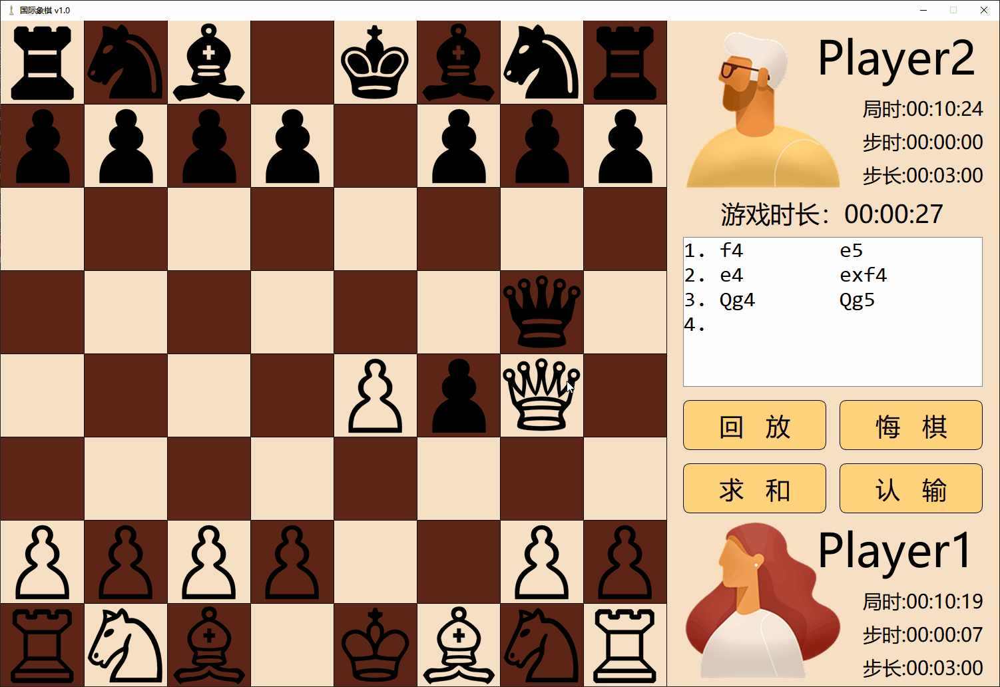 国际象棋 v1.0
Player2
局时:00:10:24
步时:00:00:00
步长:00:03:00
游戏时长：00:00:27
1. f4 e5
2. e4 exf4
3. Qg4 Qg5
4.
回 放
悔 棋
求 和
认 输
Player1
局时:00:10:19
步时:00:00:07
步长:00:03:00